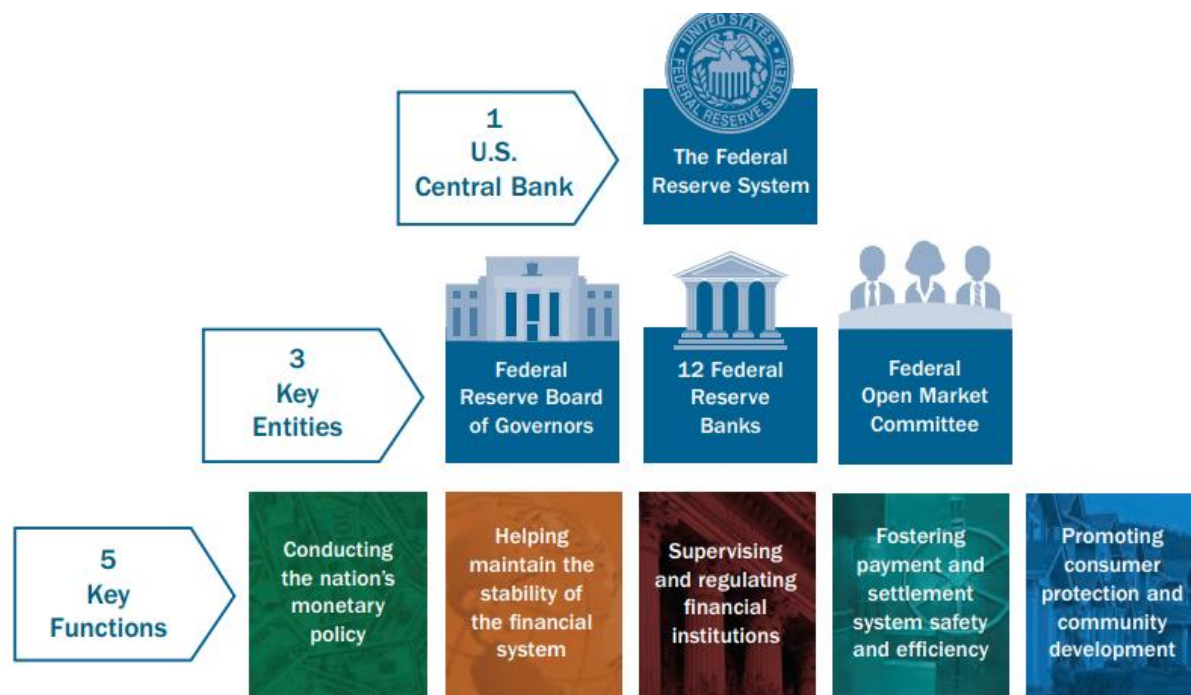 UNITED STATES
FEDERAL RESERVE SYSTEM
1
U.S.
Central Bank
The Federal
Reserve System
3
Key
Entities
Federal
Reserve Board
of Governors
12 Federal
Reserve
Banks
Federal
Open Market
Committee
5
Key
Functions
Conducting
the nation’s
monetary
policy
Helping
maintain the
stability of
the financial
system
Supervising
and regulating
financial
institutions
Fostering
payment and
settlement
system safety
and efficiency
Promoting
consumer
protection and
community
development